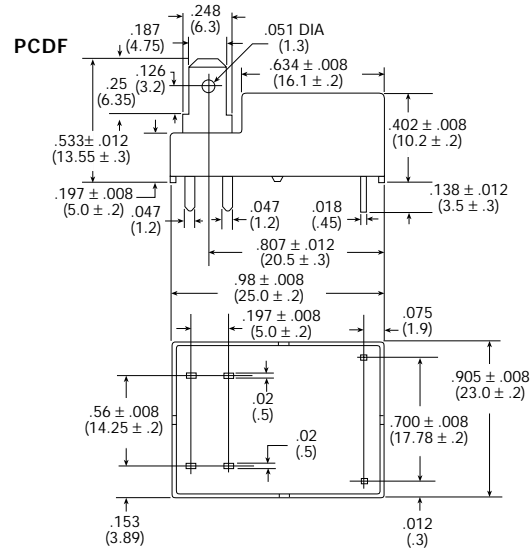 PCDF
.248
(6.3)
.187
(4.75)
.051 DIA
(1.3)
.126
(3.2)
.25
(6.35)
.634 ± .008
(16.1 ± .2)
.533± .012
(13.55 ± .3)
.402 ± .008
(10.2 ± .2)
.197 ± .008
(5.0 ± .2)
.047
(1.2)
.047
(1.2)
.018
(.45)
.138 ± .012
(3.5 ± .3)
.807 ± .012
(20.5 ± .3)
.98 ± .008
(25.0 ± .2)
.197 ± .008
(5.0 ± .2)
.075
(1.9)
.56 ± .008
(14.25 ± .2)
.02
(.5)
.02
(.5)
.905 ± .008
(23.0 ± .2)
.700 ± .008
(17.78 ± .2)
.153
(3.89)
.012
(.3)